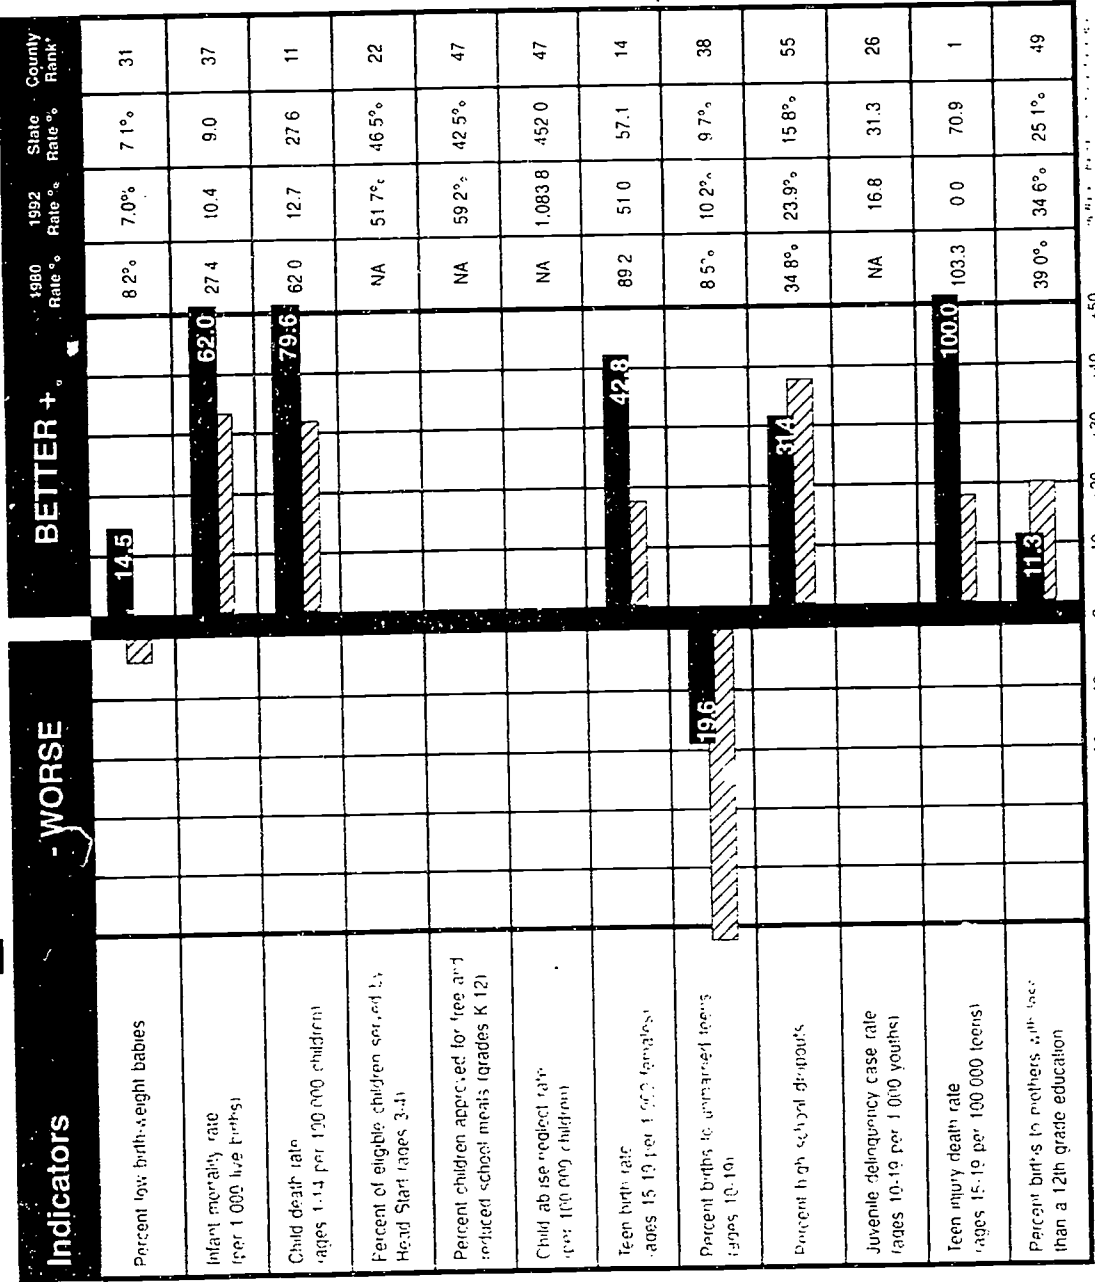 Indicators - WORSE BETTER + 1980 Rate % 1992 Rate % State Rate % County Rank*
Percent low birth-weight babies 14.5 8 2% 7.0% 7 1% 31
Infant mortality rate
(per 1 000 live births) 62.0 27 4 10.4 9.0 37
Child death rate
(ages 1-14 per 100 000 children) 79.6 62 0 12.7 27 6 11
Percent of eligible children served by
Head Start (ages 3-4) NA 51 7% 46 5% 22
Percent children approved for free and
reduced school meals (grades K 12) NA 59 2% 42 5% 47
Child abuse neglect rate
(per 100 000 children) NA 1,083 8 452 0 47
Teen birth rate
(ages 15 19 per 1 000 females) 42.8 89 2 51 0 57.1 14
Percent births to unmarried teens
(ages 10-19) 19.6 8 5% 10 2% 9 7% 38
Percent high school dropouts 31.4 34 8% 23.9% 15 8% 55
Juvenile delinquency case rate
(ages 10-19 per 1 000 youths) NA 16.8 31.3 26
Teen injury death rate
(ages 15-19 per 100 000 teens) 100.0 103.3 0 0 70.9 1
Percent births to mothers with less
than a 12th grade education 11.3 39 0% 34 6% 25 1% 49